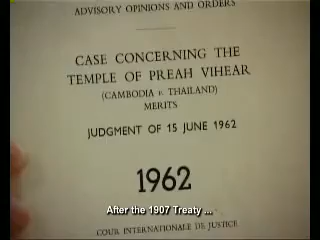 ADVISORY OPINIONS AND ORDERS
CASE CONCERNING THE
TEMPLE OF PREAH VIHEAR
(CAMBODIA v. THAILAND)
MERITS
JUDGMENT OF 15 JUNE 1962
1962
After the 1907 Treaty ...
COUR INTERNATIONALE DE JUSTICE